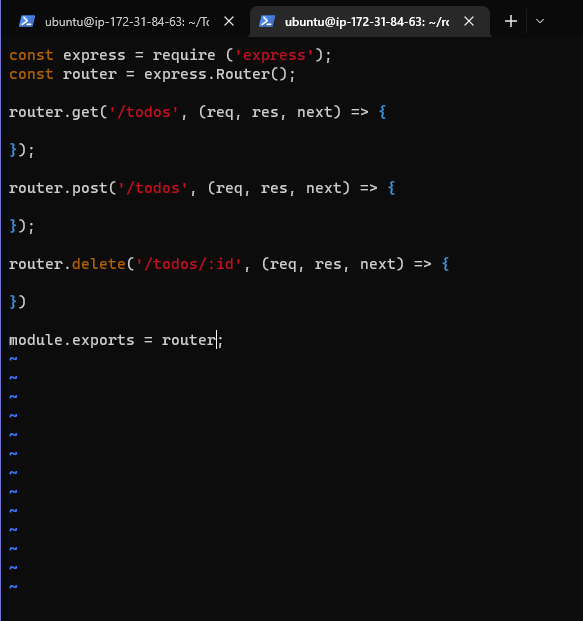 ubuntu@ip-172-31-84-63: ~/To
ubuntu@ip-172-31-84-63: ~/ro
const express = require ('express');
const router = express.Router();
router.get('/todos', (req, res, next) => {
});
router.post('/todos', (req, res, next) => {
});
router.delete('/todos/:id', (req, res, next) => {
})
module.exports = router;
~
~
~
~
~
~
~
~
~
~
~
~
~